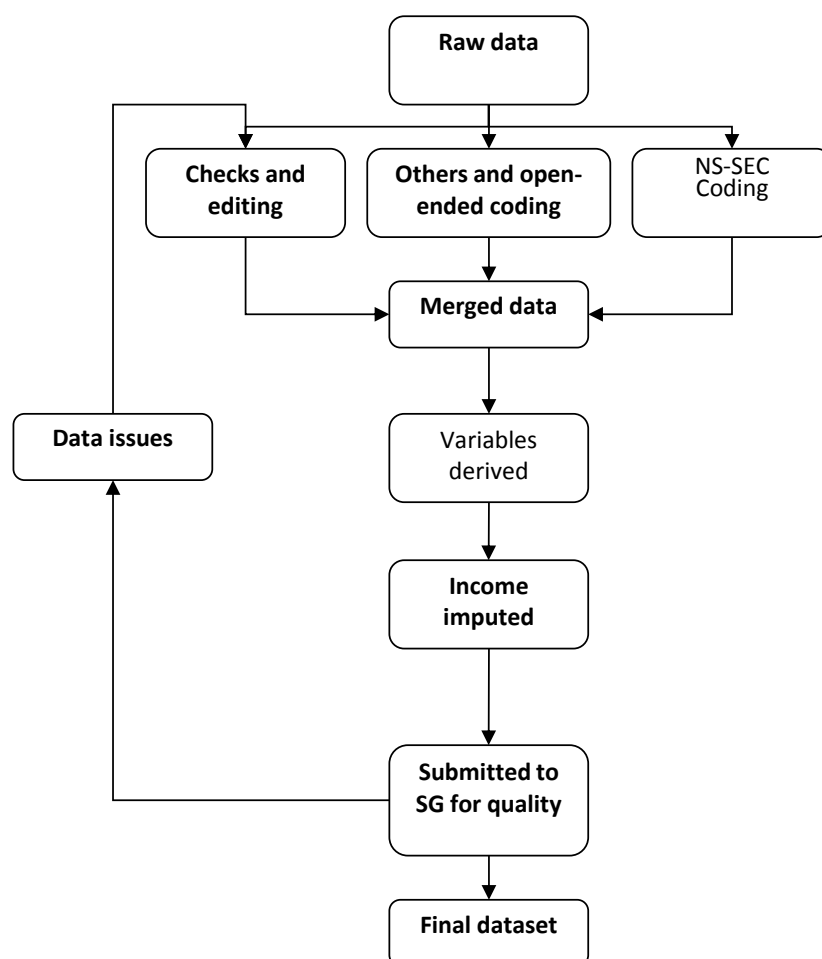 Raw data
Checks and
editing
Others and open-
ended coding
NS-SEC
Coding
Merged data
Data issues
Variables
derived
Income
imputed
Submitted to
SG for quality
Final dataset